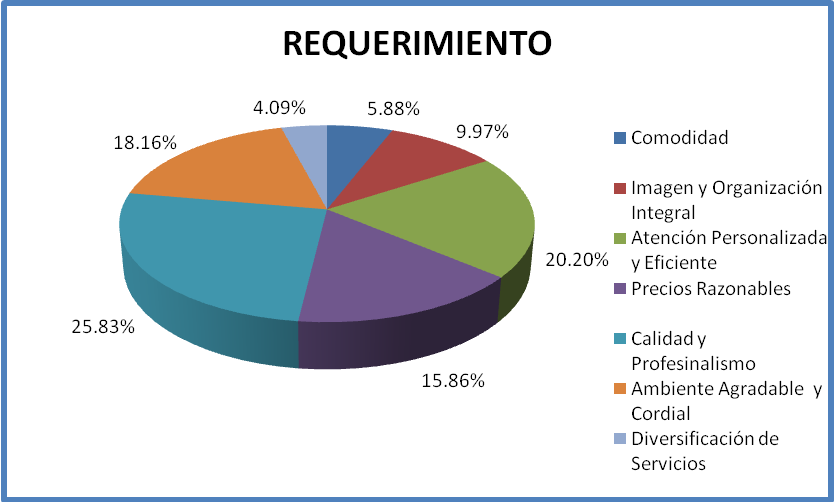 REQUERIMIENTO
4.09%
5.88%
9.97%
18.16%
20.20%
25.83%
15.86%
Comodidad
Imagen y Organización
Integral
Atención Personalizada
y Eficiente
Precios Razonables
Calidad y
Profesinalismo
Ambiente Agradable y
Cordial
Diversificación de
Servicios